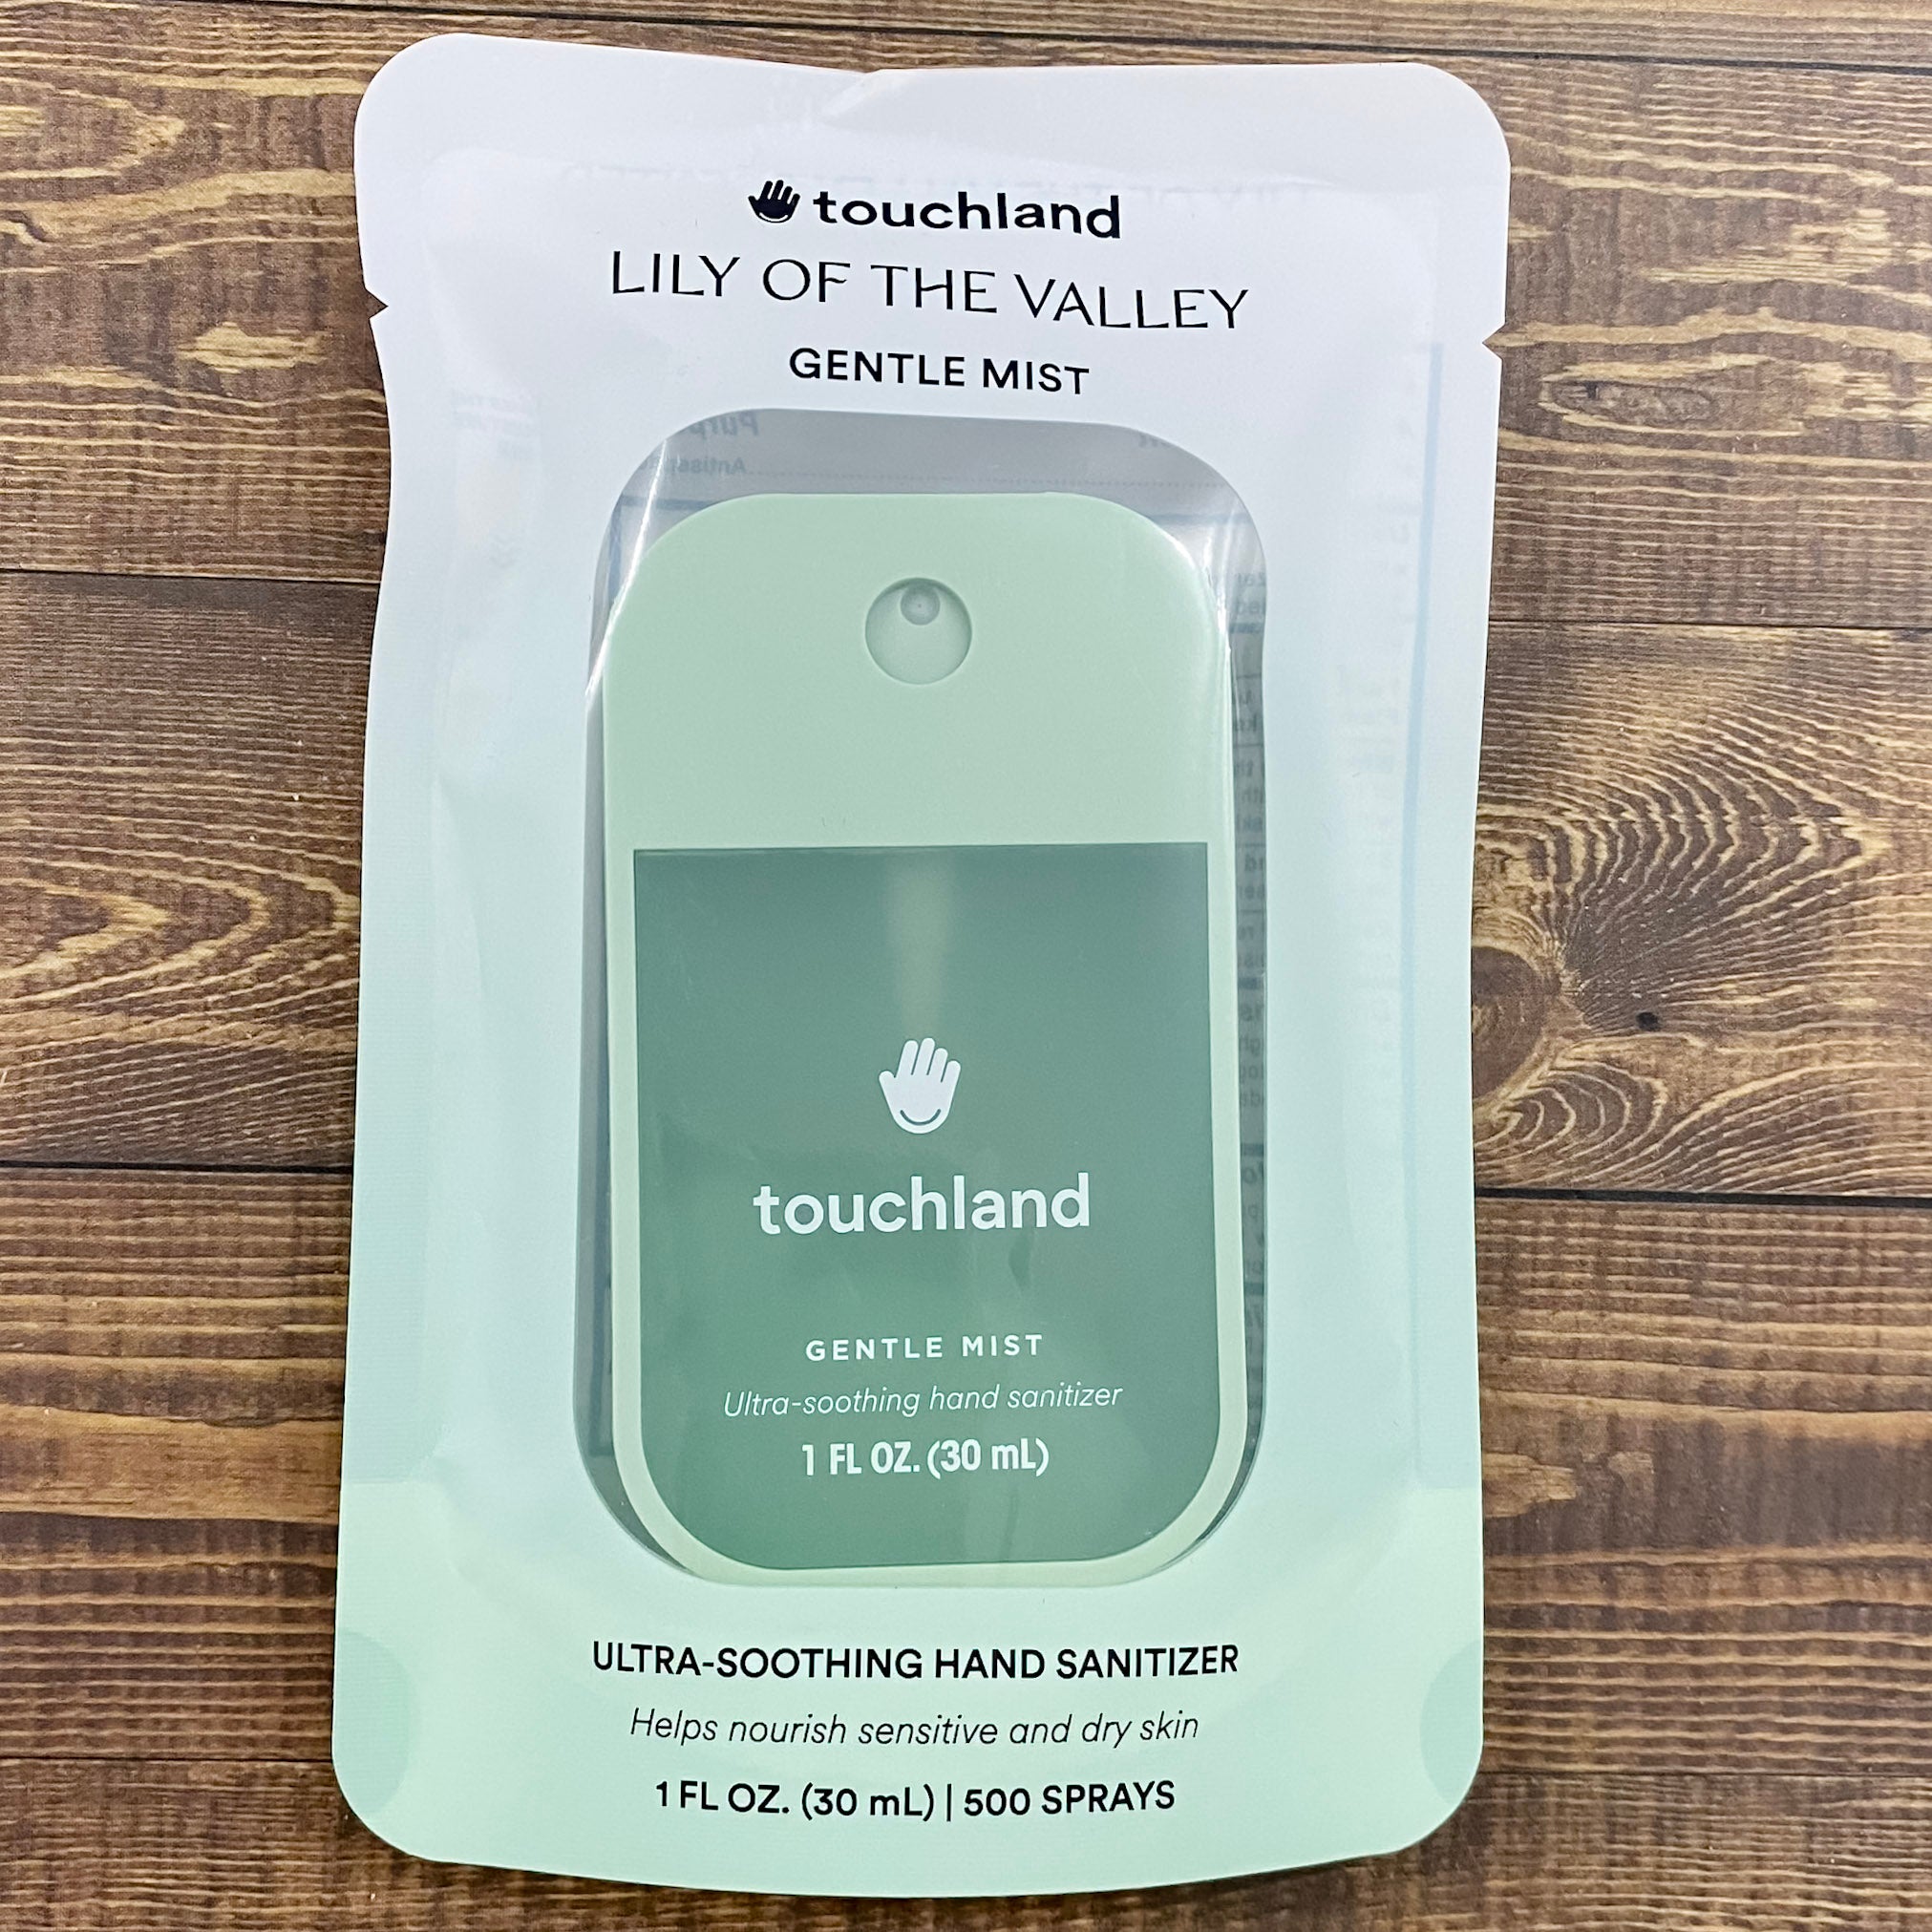 touchland
LILY OF THE VALLEY
GENTLE MIST
touchland
GENTLE MIST
Ultra-soothing hand sanitizer
1 FL OZ. (30 mL)
ULTRA-SOOTHING HAND SANITIZER
Helps nourish sensitive and dry skin
1 FL OZ. (30 mL) | 500 SPRAYS